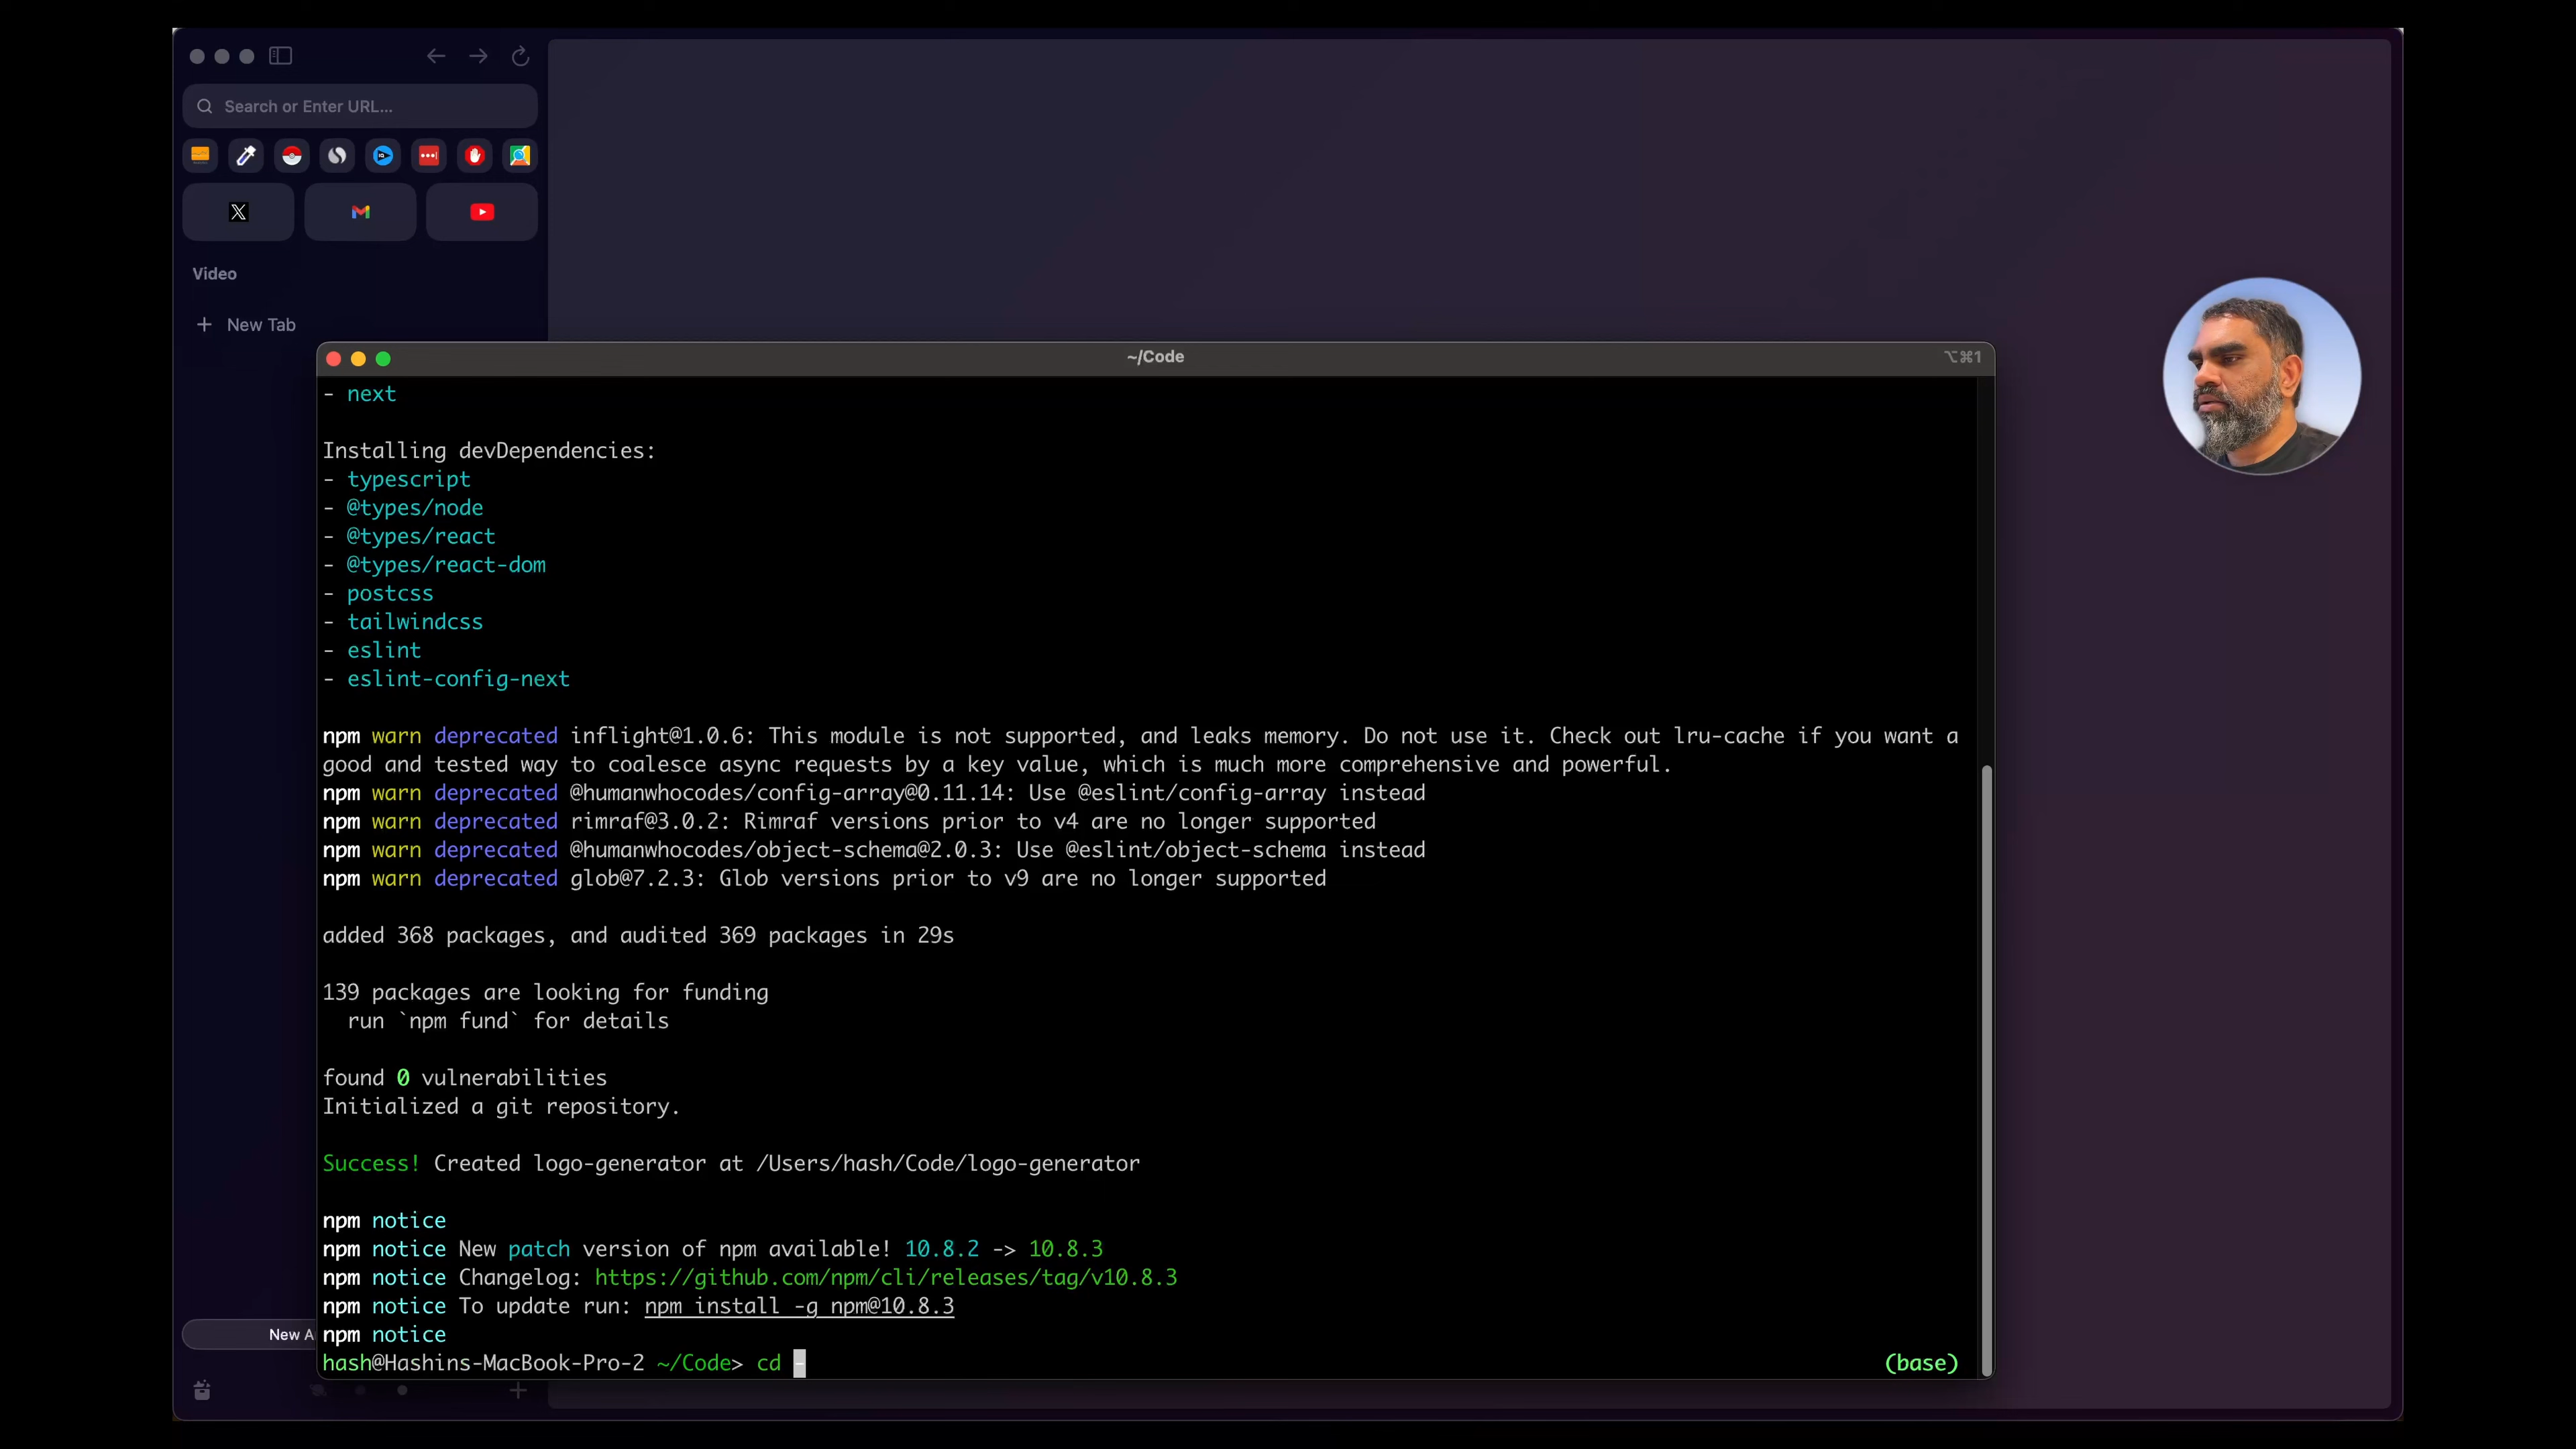 Search or Enter URL...
Video
New Tab
~/Code
⌥⌘1
- next
Installing devDependencies:
- typescript
- @types/node
- @types/react
- @types/react-dom
- postcss
- tailwindcss
- eslint
- eslint-config-next
npm warn deprecated inflight@1.0.6: This module is not supported, and leaks memory. Do not use it. Check out lru-cache if you want a
good and tested way to coalesce async requests by a key value, which is much more comprehensive and powerful.
npm warn deprecated @humanwhocodes/config-array@0.11.14: Use @eslint/config-array instead
npm warn deprecated rimraf@3.0.2: Rimraf versions prior to v4 are no longer supported
npm warn deprecated @humanwhocodes/object-schema@2.0.3: Use @eslint/object-schema instead
npm warn deprecated glob@7.2.3: Glob versions prior to v9 are no longer supported
added 368 packages, and audited 369 packages in 29s
139 packages are looking for funding
run `npm fund` for details
found 0 vulnerabilities
Initialized a git repository.
Success! Created logo-generator at /Users/hash/Code/logo-generator
npm notice
npm notice New patch version of npm available! 10.8.2 -> 10.8.3
npm notice Changelog: https://github.com/npm/cli/releases/tag/v10.8.3
npm notice To update run: npm install -g npm@10.8.3
npm notice
New A
hash@Hashins-MacBook-Pro-2 ~/Code> cd - (base)